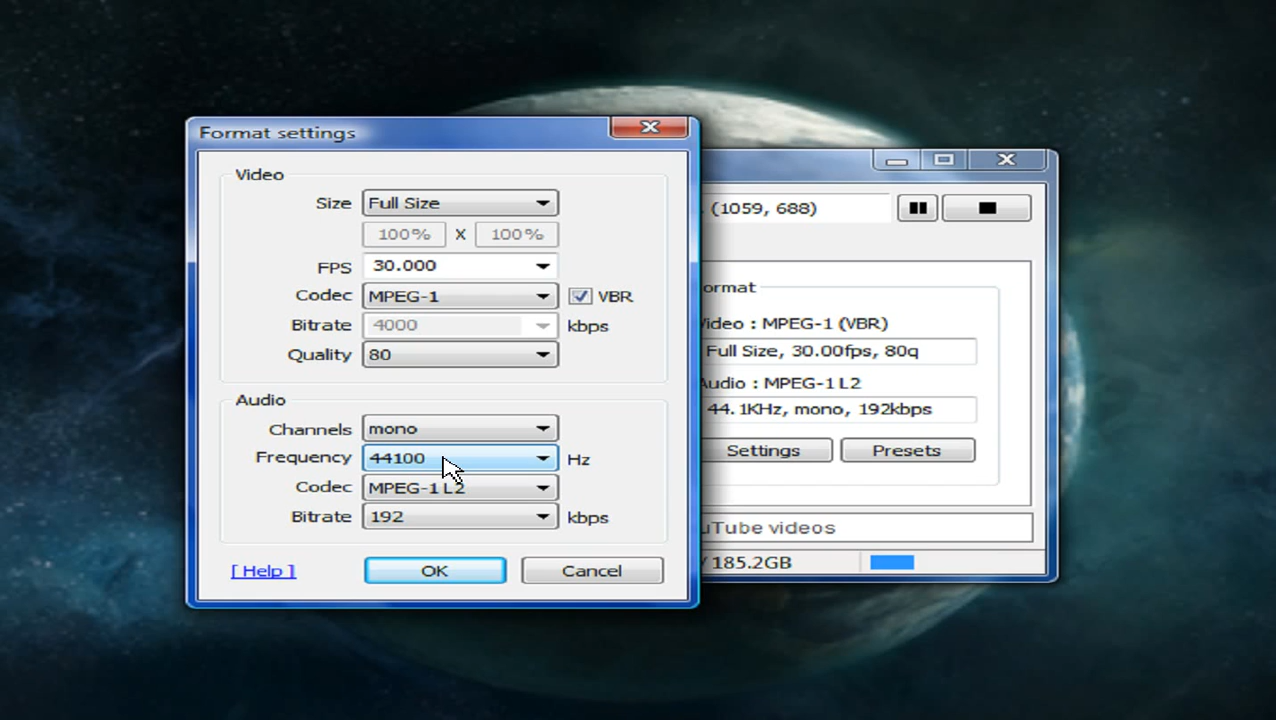 Format settings
Video
Size Full Size
100% X 100%
FPS 30.000
Codec MPEG-1 VBR
Bitrate 4000 kbps
Quality 80
Audio
Channels mono
Frequency 44100 Hz
Codec MPEG-1 L2
Bitrate 192 kbps
[ Help ] OK Cancel
(1059, 688)
ormat
Video : MPEG-1 (VBR)
Full Size, 30.00fps, 80q
Audio : MPEG-1 L2
44.1KHz, mono, 192kbps
Settings Presets
uTube videos
/ 185.2GB